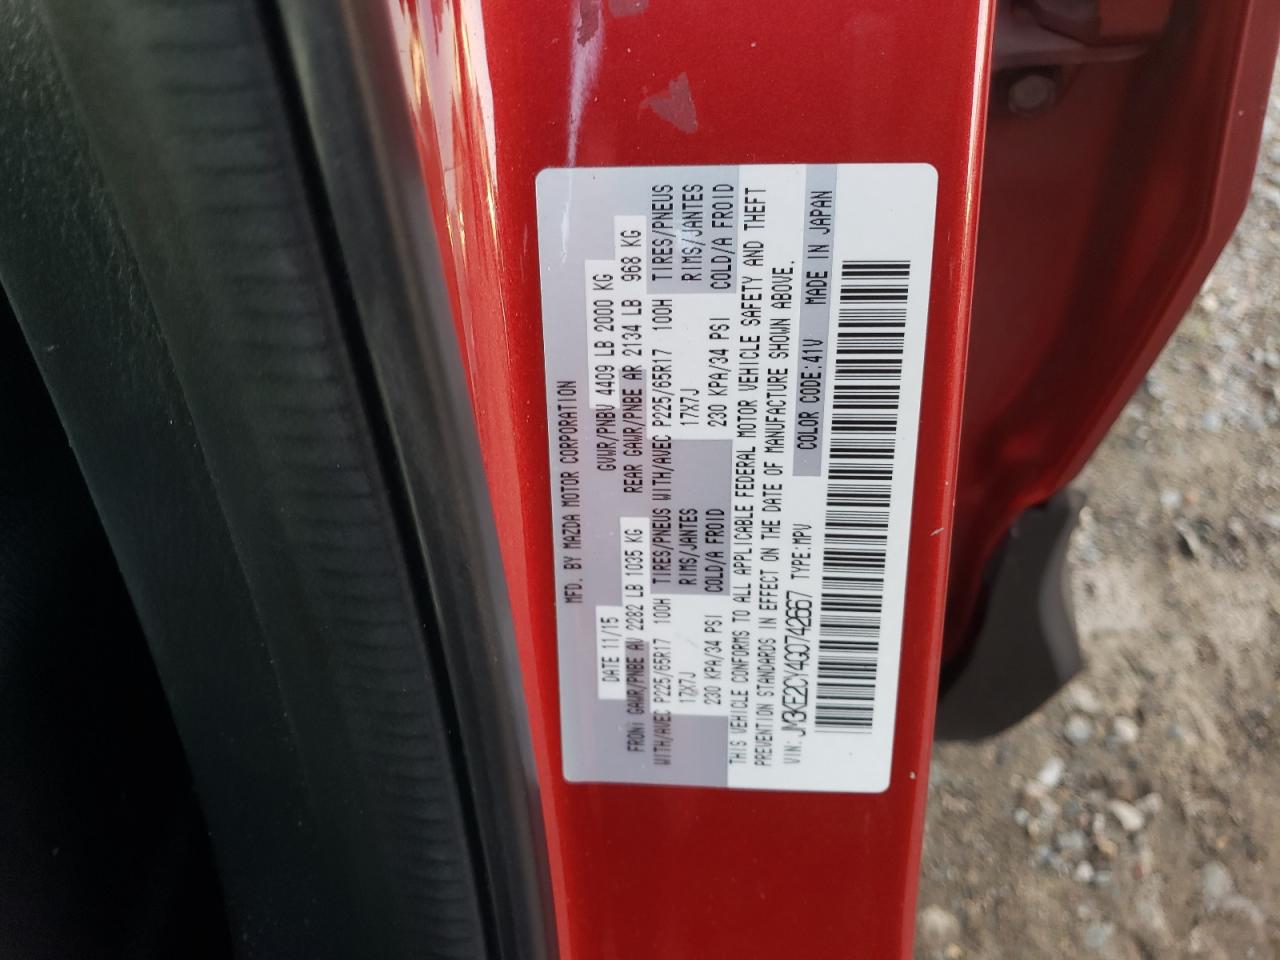 MFD. BY MAZDA MOTOR CORPORATION
DATE 11/15 GVWR/PNBV 4409 LB 2000 KG
FRONT GAWR/PNBE AV 2282 LB 1035 KG REAR GAWR/PNBE AR 2134 LB 968 KG
WITH/AVEC P225/65R17 100H TIRES/PNEUS WITH/AVEC P225/65R17 100H TIRES/PNEUS
17X7J RIMS/JANTES 17X7J RIMS/JANTES
230 KPA/34 PSI COLD/A FROID 230 KPA/34 PSI COLD/A FROID
THIS VEHICLE CONFORMS TO ALL APPLICABLE FEDERAL MOTOR VEHICLE SAFETY AND THEFT
PREVENTION STANDARDS IN EFFECT ON THE DATE OF MANUFACTURE SHOWN ABOVE.
VIN: JM3KE2CY4G0742667 TYPE:MPV COLOR CODE:41V MADE IN JAPAN